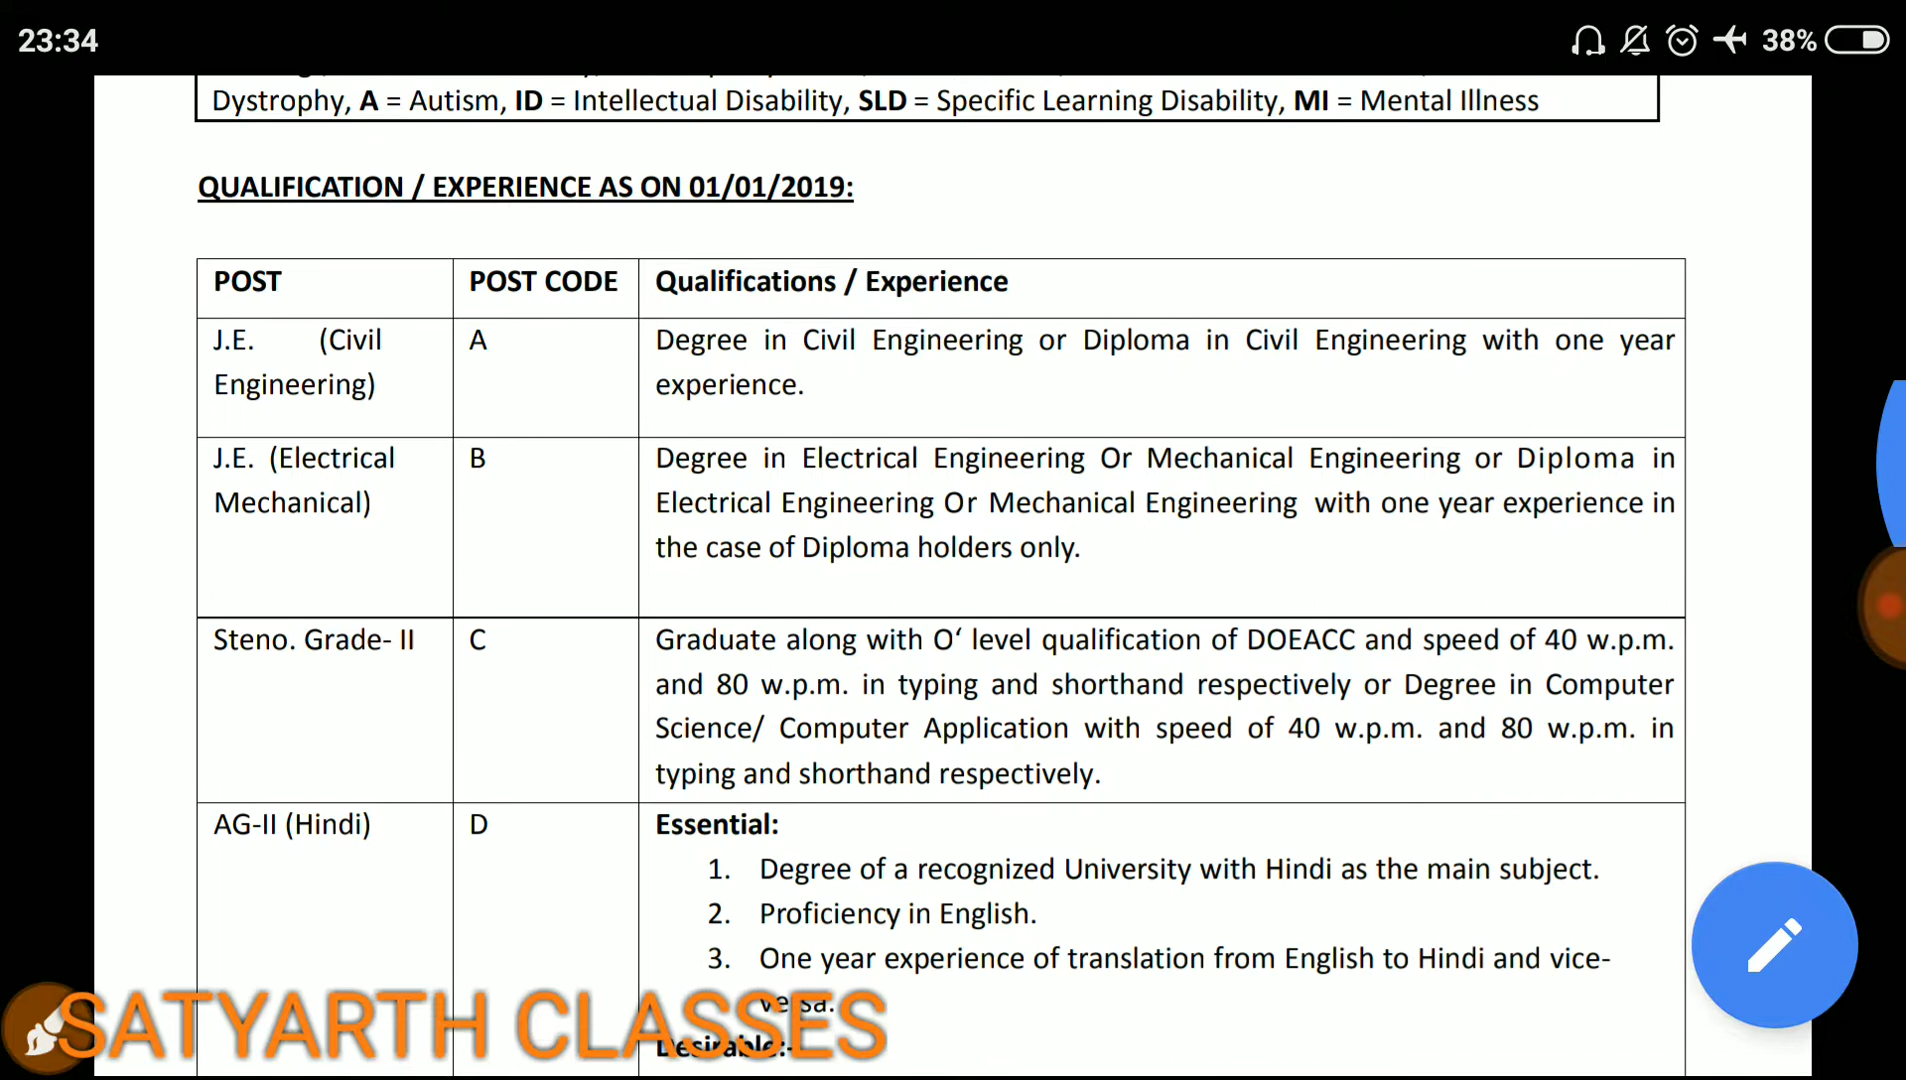 23:34
38%
Dystrophy, A = Autism, ID = Intellectual Disability, SLD = Specific Learning Disability, MI = Mental Illness
QUALIFICATION / EXPERIENCE AS ON 01/01/2019:
POST POST CODE Qualifications / Experience
J.E. (Civil Engineering) A Degree in Civil Engineering or Diploma in Civil Engineering with one year
experience.
J.E. (Electrical Mechanical) B Degree in Electrical Engineering Or Mechanical Engineering or Diploma in
Electrical Engineering Or Mechanical Engineering with one year experience in
the case of Diploma holders only.
Steno. Grade- II C Graduate along with O‘ level qualification of DOEACC and speed of 40 w.p.m.
and 80 w.p.m. in typing and shorthand respectively or Degree in Computer
Science/ Computer Application with speed of 40 w.p.m. and 80 w.p.m. in
typing and shorthand respectively.
AG-II (Hindi) D Essential:
1. Degree of a recognized University with Hindi as the main subject.
2. Proficiency in English.
3. One year experience of translation from English to Hindi and vice-
versa.
Desirable:-
SATYARTH CLASSES